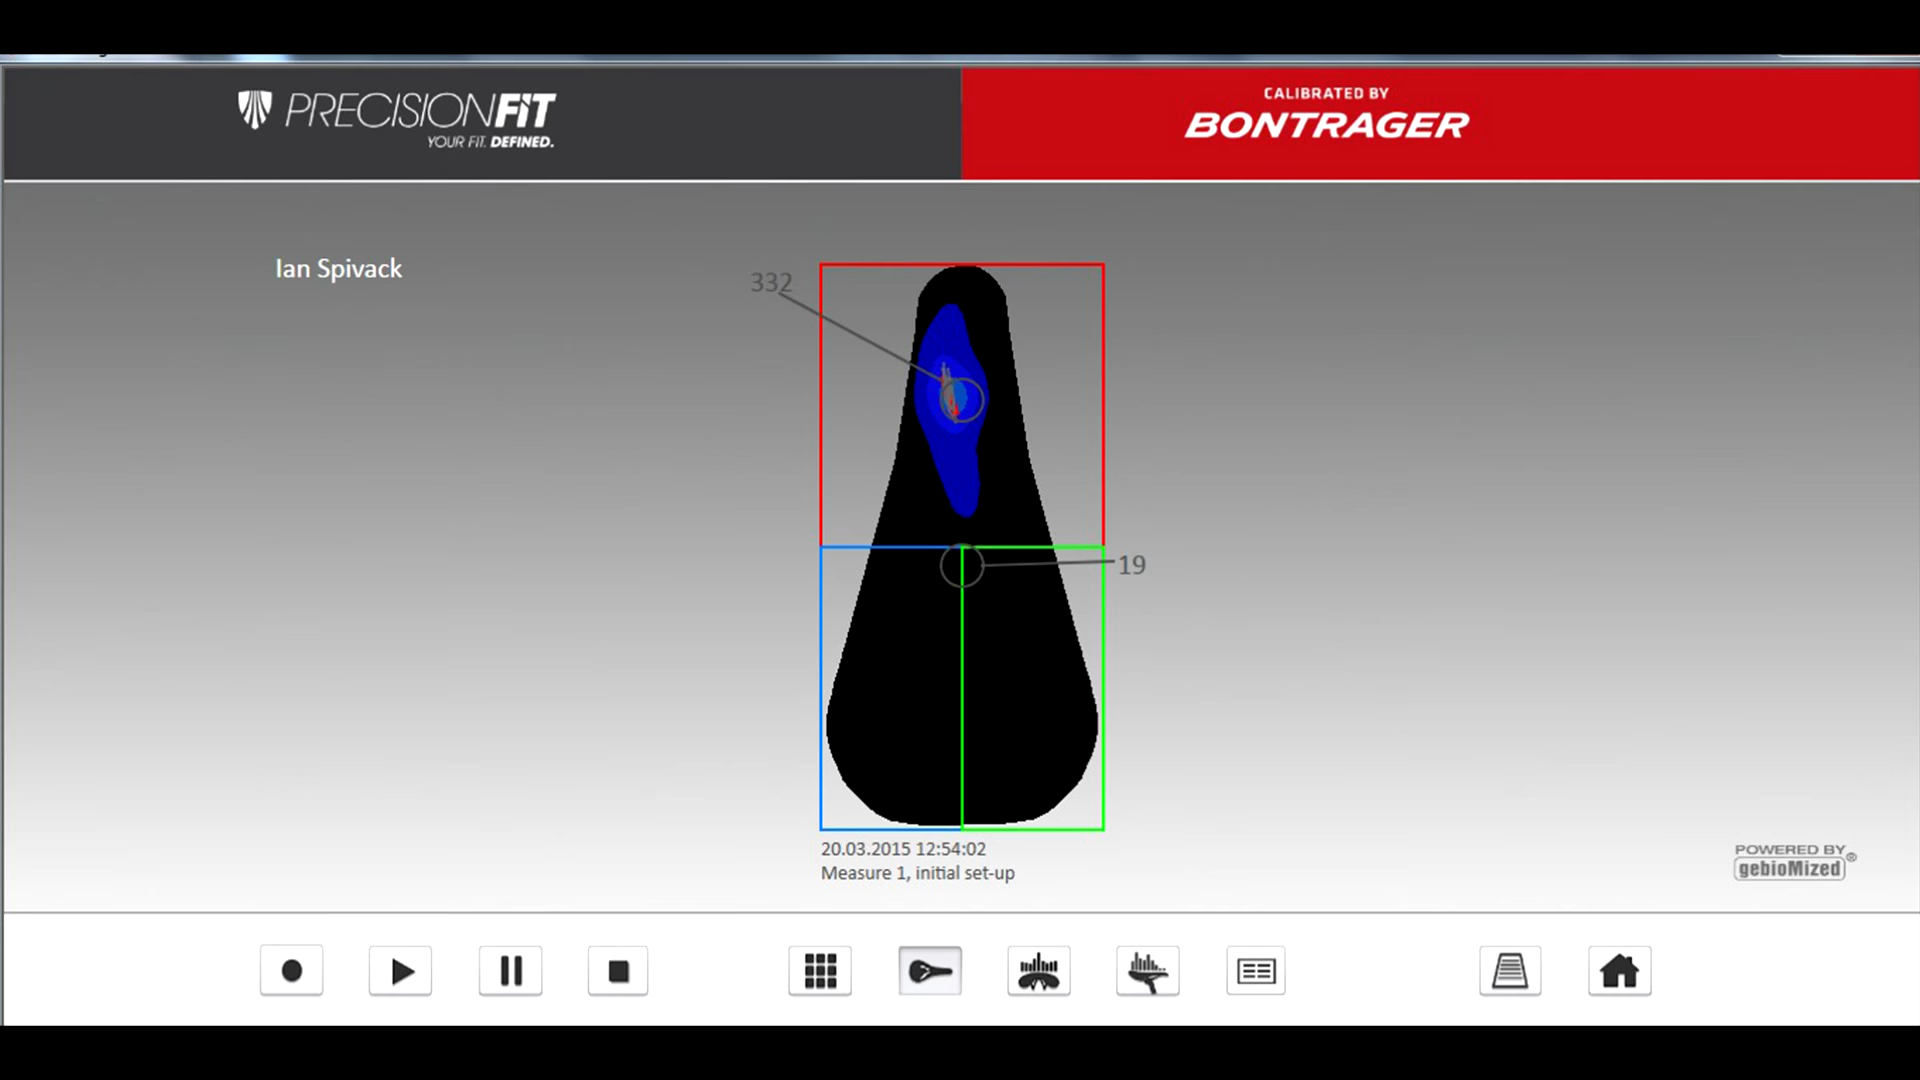 PRECISIONFIT
YOUR FIT. DEFINED.
CALIBRATED BY
BONTRAGER
Ian Spivack
332
19
20.03.2015 12:54:02
Measure 1, initial set-up
POWERED BY
gebioMized®